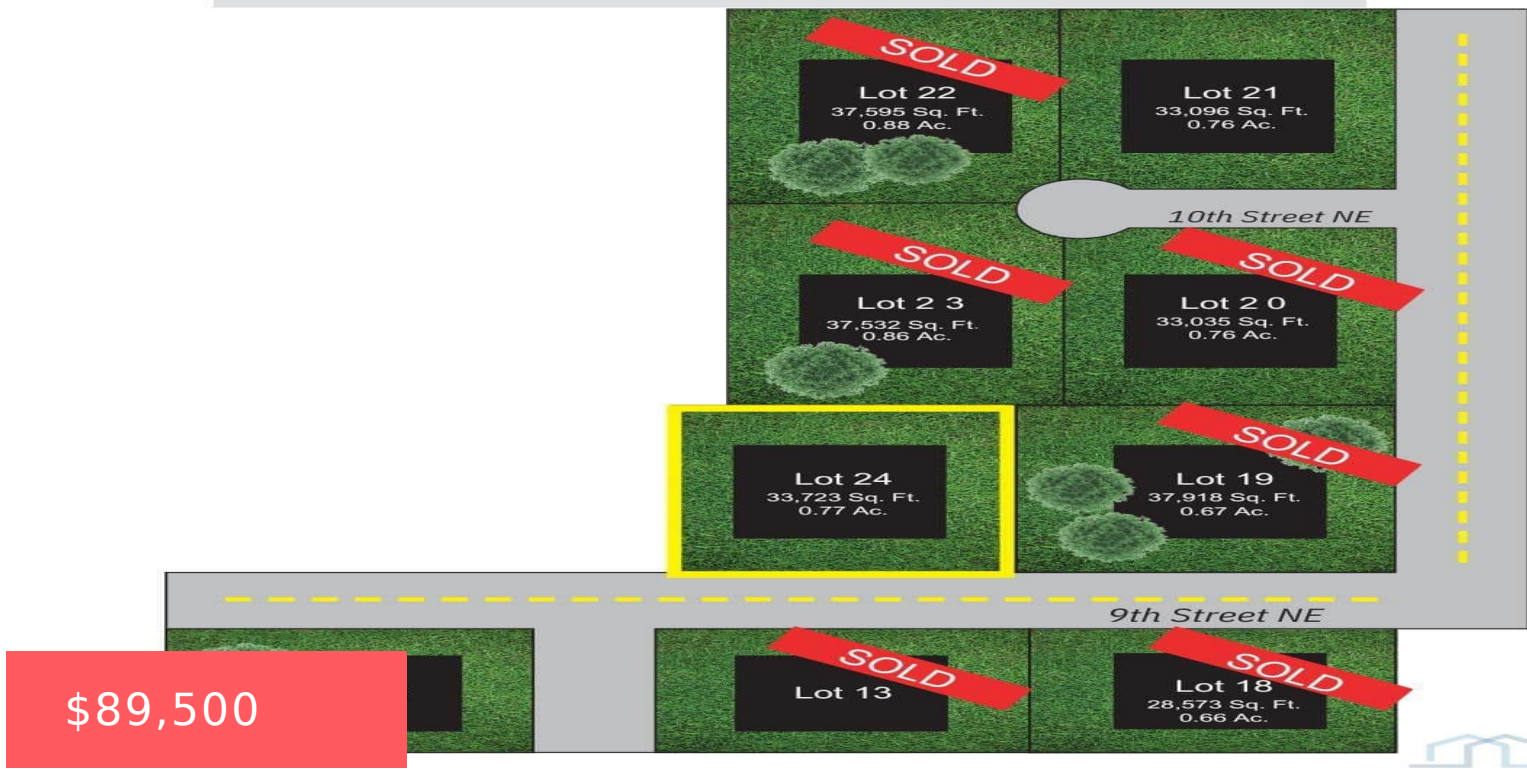 SOLD
Lot 22
37,595 Sq. Ft.
0.88 Ac.
Lot 21
33,096 Sq. Ft.
0.76 Ac.
10th Street NE
SOLD
Lot 2 3
37,532 Sq. Ft.
0.86 Ac.
SOLD
Lot 2 0
33,035 Sq. Ft.
0.76 Ac.
Lot 24
33,723 Sq. Ft.
0.77 Ac.
SOLD
Lot 19
37,918 Sq. Ft.
0.67 Ac.
9th Street NE
$89,500
SOLD
Lot 13
SOLD
Lot 18
28,573 Sq. Ft.
0.66 Ac.